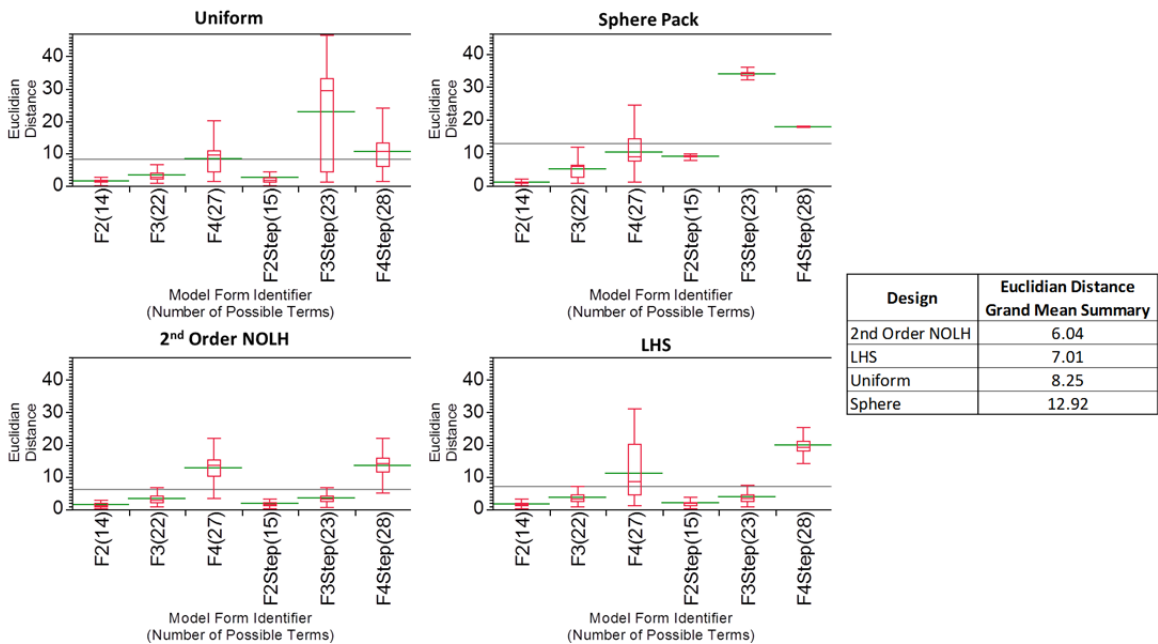 Uniform
Euclidian
Distance
40
30
20
10
0
F2(14)
F3(22)
F4(27)
F2Step(15)
F3Step(23)
F4Step(28)
Model Form Identifier
(Number of Possible Terms)
Sphere Pack
Euclidian
Distance
40
30
20
10
0
F2(14)
F3(22)
F4(27)
F2Step(15)
F3Step(23)
F4Step(28)
Model Form Identifier
(Number of Possible Terms)
2nd Order NOLH
Euclidian
Distance
40
30
20
10
0
F2(14)
F3(22)
F4(27)
F2Step(15)
F3Step(23)
F4Step(28)
Model Form Identifier
(Number of Possible Terms)
LHS
Euclidian
Distance
40
30
20
10
0
F2(14)
F3(22)
F4(27)
F2Step(15)
F3Step(23)
F4Step(28)
Model Form Identifier
(Number of Possible Terms)
Design
Euclidian Distance
Grand Mean Summary
2nd Order NOLH 6.04
LHS 7.01
Uniform 8.25
Sphere 12.92